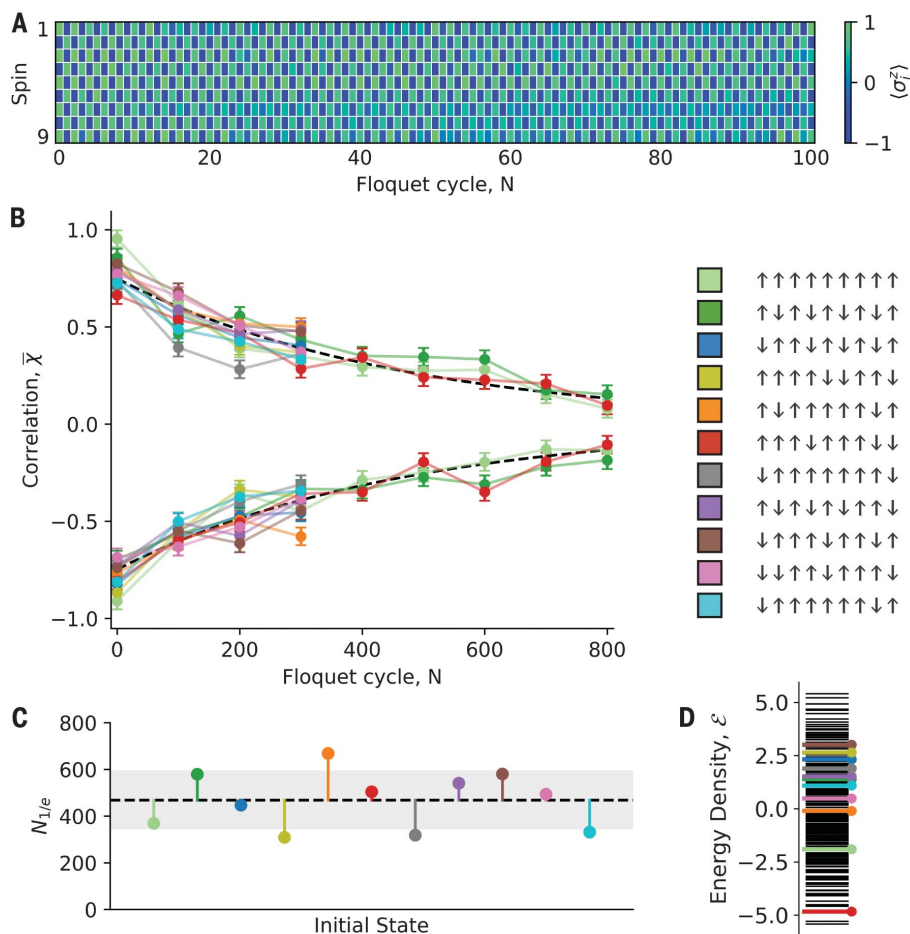 A
1
Spin
9
0 20 40 60 80 100
Floquet cycle, N
1
0
−1
⟨σᵢᶻ⟩
B
1.0
0.5
0.0
−0.5
−1.0
Correlation, χ̅
0 200 400 600 800
Floquet cycle, N
↑↑↑↑↑↑↑↑↑
↑↓↑↓↑↓↑↓↑
C
800
600
400
200
0
N₁/ₑ
Initial State
D
5.0
2.5
0.0
−2.5
−5.0
Energy Density, ℰ